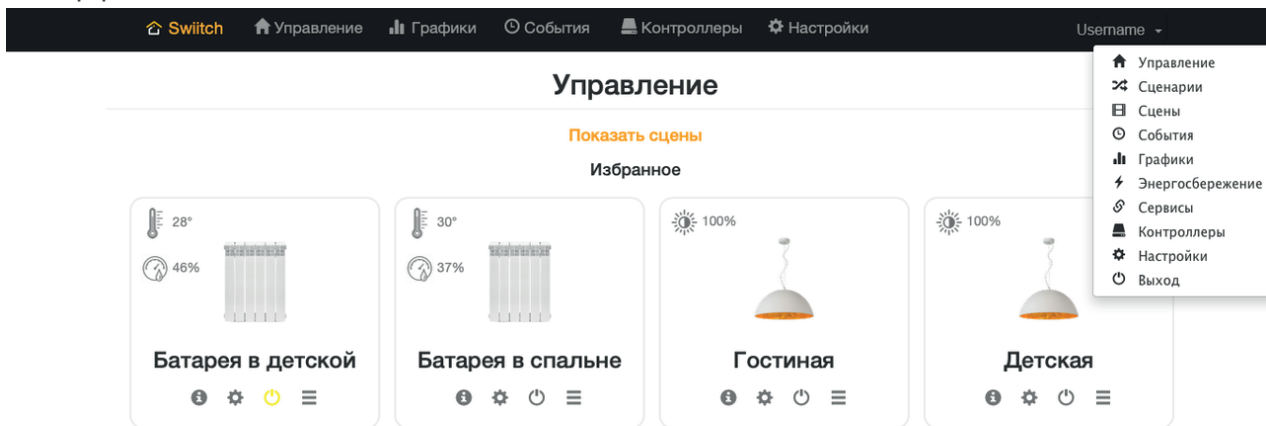 Swiitch Управление Графики События Контроллеры Настройки Username
Управление
Сценарии
Сцены
События
Графики
Энергосбережение
Сервисы
Контроллеры
Настройки
Выход
Управление
Показать сцены
Избранное
28° 30° 100% 100%
46% 37%
Батарея в детской Батарея в спальне Гостиная Детская